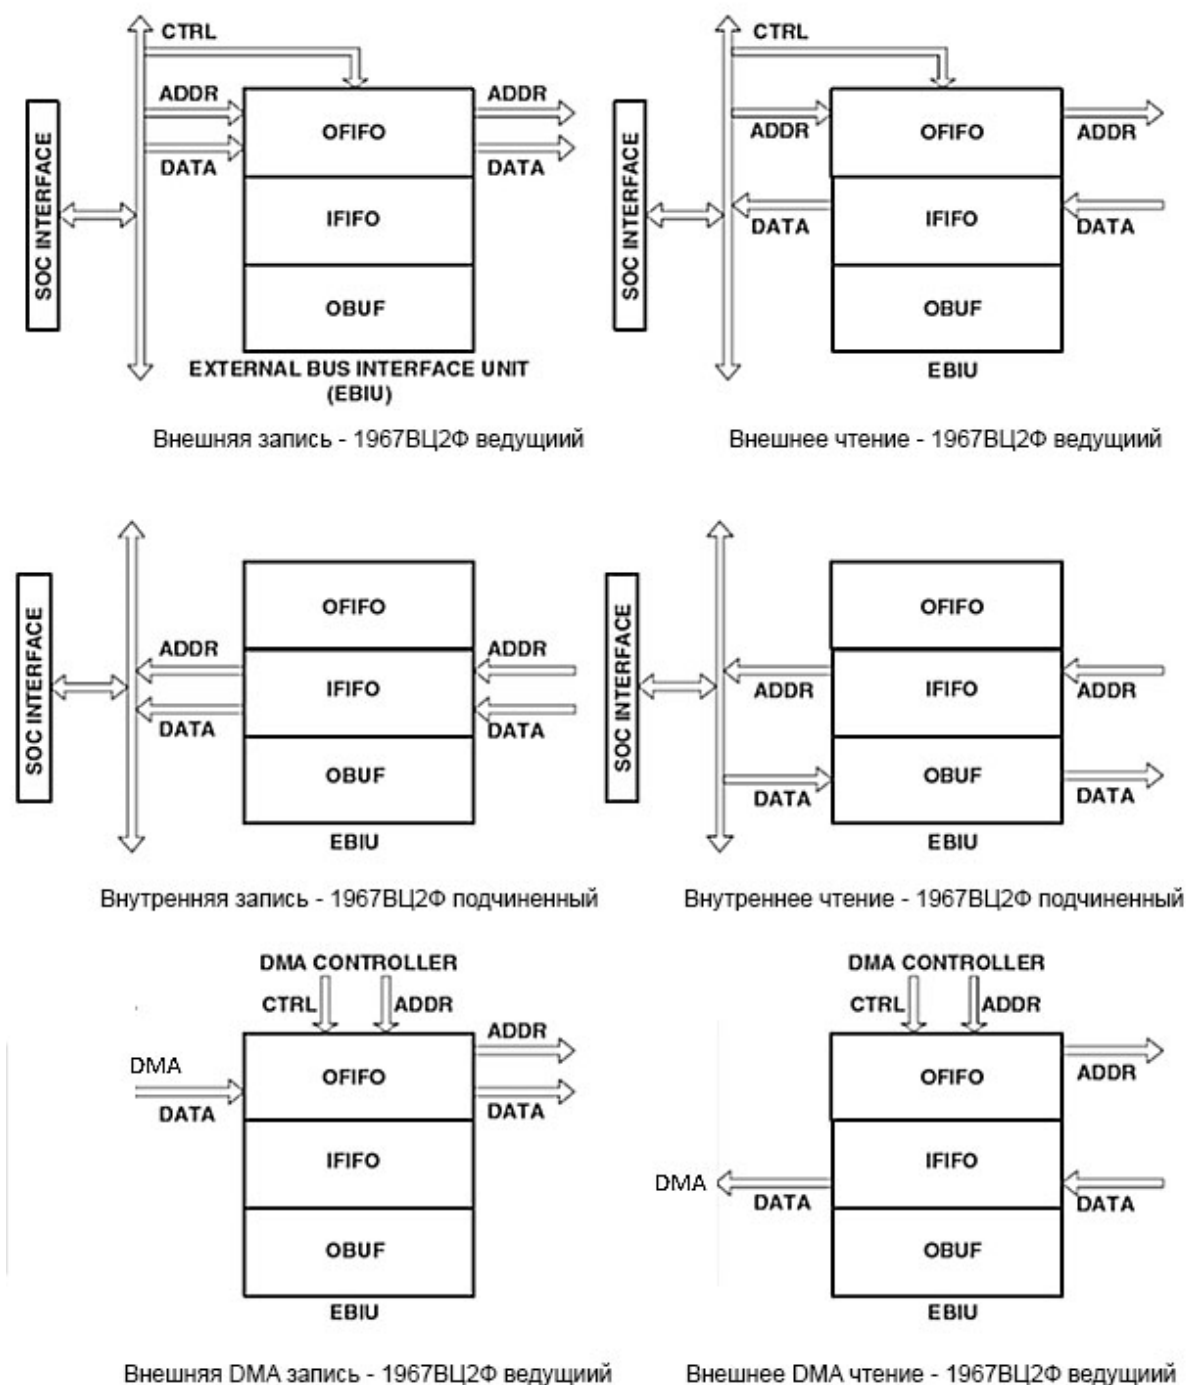 CTRL
ADDR
DATA
SOC INTERFACE
OFIFO
IFIFO
OBUF
ADDR
DATA
EXTERNAL BUS INTERFACE UNIT
(EBIU)
Внешняя запись - 1967ВЦ2Ф ведущиий
CTRL
ADDR
DATA
SOC INTERFACE
OFIFO
IFIFO
OBUF
ADDR
DATA
EBIU
Внешнее чтение - 1967ВЦ2Ф ведущиий
SOC INTERFACE
ADDR
DATA
OFIFO
IFIFO
OBUF
ADDR
DATA
EBIU
Внутренняя запись - 1967ВЦ2Ф подчиненный
SOC INTERFACE
ADDR
DATA
OFIFO
IFIFO
OBUF
ADDR
DATA
EBIU
Внутреннее чтение - 1967ВЦ2Ф подчиненный
DMA CONTROLLER
CTRL
ADDR
DMA
DATA
OFIFO
IFIFO
OBUF
ADDR
DATA
EBIU
Внешняя DMA запись - 1967ВЦ2Ф ведущиий
DMA CONTROLLER
CTRL
ADDR
OFIFO
IFIFO
OBUF
ADDR
DMA
DATA
DATA
EBIU
Внешнее DMA чтение - 1967ВЦ2Ф ведущиий